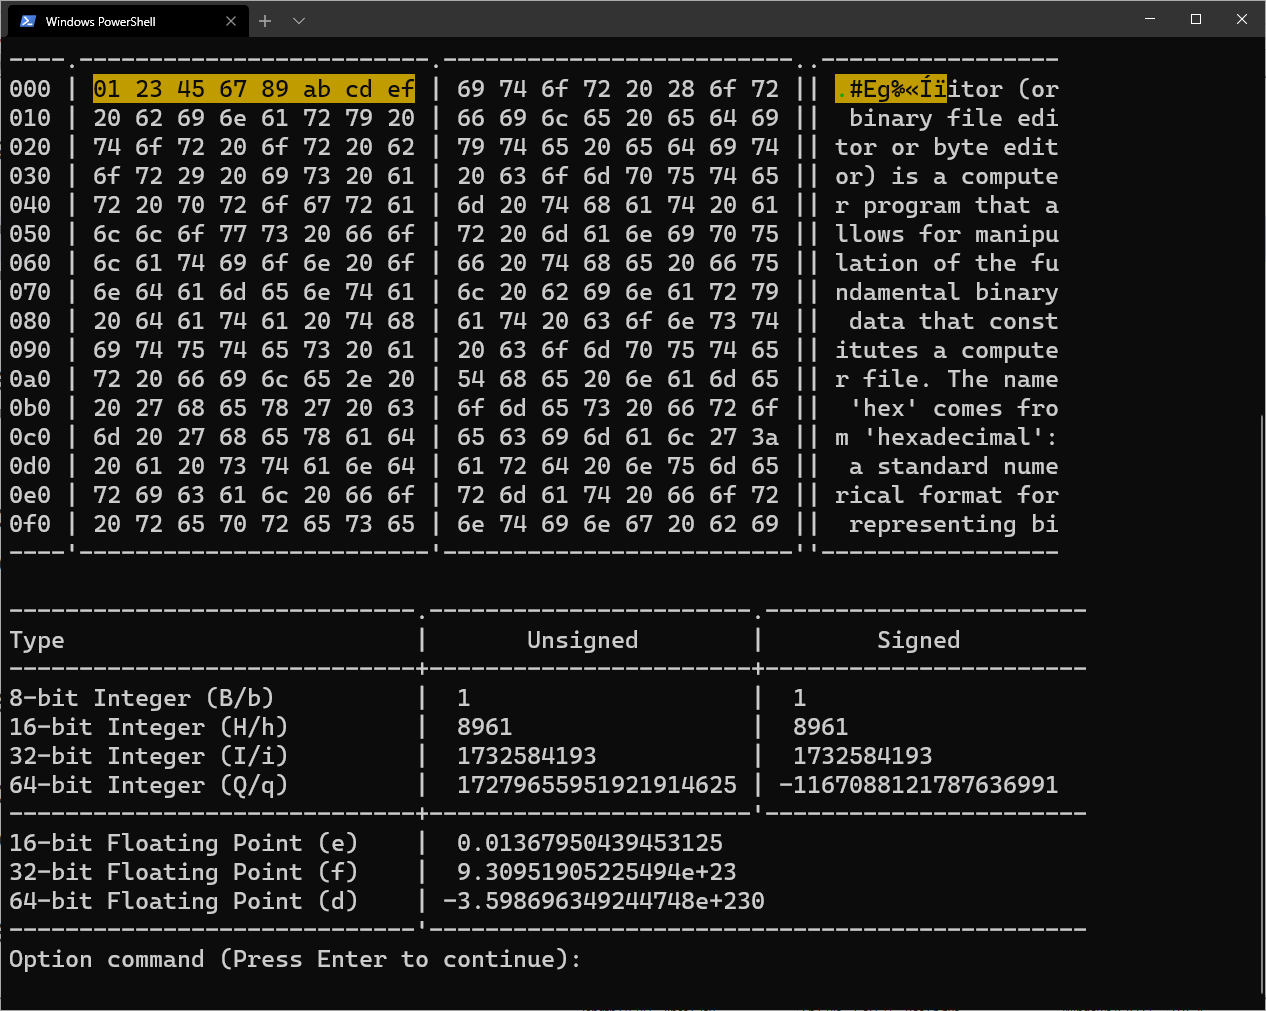 Windows PowerShell
----.-------------------------.-------------------------..-----------------
000 | 01 23 45 67 89 ab cd ef | 69 74 6f 72 20 28 6f 72 || .#Eg‰«Íïitor (or
010 | 20 62 69 6e 61 72 79 20 | 66 69 6c 65 20 65 64 69 ||  binary file edi
020 | 74 6f 72 20 6f 72 20 62 | 79 74 65 20 65 64 69 74 || tor or byte edit
030 | 6f 72 29 20 69 73 20 61 | 20 63 6f 6d 70 75 74 65 || or) is a compute
040 | 72 20 70 72 6f 67 72 61 | 6d 20 74 68 61 74 20 61 || r program that a
050 | 6c 6c 6f 77 73 20 66 6f | 72 20 6d 61 6e 69 70 75 || llows for manipu
060 | 6c 61 74 69 6f 6e 20 6f | 66 20 74 68 65 20 66 75 || lation of the fu
070 | 6e 64 61 6d 65 6e 74 61 | 6c 20 62 69 6e 61 72 79 || ndamental binary
080 | 20 64 61 74 61 20 74 68 | 61 74 20 63 6f 6e 73 74 ||  data that const
090 | 69 74 75 74 65 73 20 61 | 20 63 6f 6d 70 75 74 65 || itutes a compute
0a0 | 72 20 66 69 6c 65 2e 20 | 54 68 65 20 6e 61 6d 65 || r file. The name
0b0 | 20 27 68 65 78 27 20 63 | 6f 6d 65 73 20 66 72 6f ||  'hex' comes fro
0c0 | 6d 20 27 68 65 78 61 64 | 65 63 69 6d 61 6c 27 3a || m 'hexadecimal':
0d0 | 20 61 20 73 74 61 6e 64 | 61 72 64 20 6e 75 6d 65 ||  a standard nume
0e0 | 72 69 63 61 6c 20 66 6f | 72 6d 61 74 20 66 6f 72 || rical format for
0f0 | 20 72 65 70 72 65 73 65 | 6e 74 69 6e 67 20 62 69 ||  representing bi
----'-------------------------'-------------------------''-----------------
-----------------------------.-----------------------.-----------------------
Type                         |       Unsigned        |        Signed
-----------------------------+-----------------------+-----------------------
8-bit Integer (B/b)          |  1                    |  1
16-bit Integer (H/h)         |  8961                 |  8961
32-bit Integer (I/i)         |  1732584193           |  1732584193
64-bit Integer (Q/q)         |  17279655951921914625 | -1167088121787636991
-----------------------------+-----------------------'-----------------------
16-bit Floating Point (e)    |  0.01367950439453125
32-bit Floating Point (f)    |  9.30951905225494e+23
64-bit Floating Point (d)    | -3.598696349244748e+230
-----------------------------'-----------------------------------------------
Option command (Press Enter to continue):